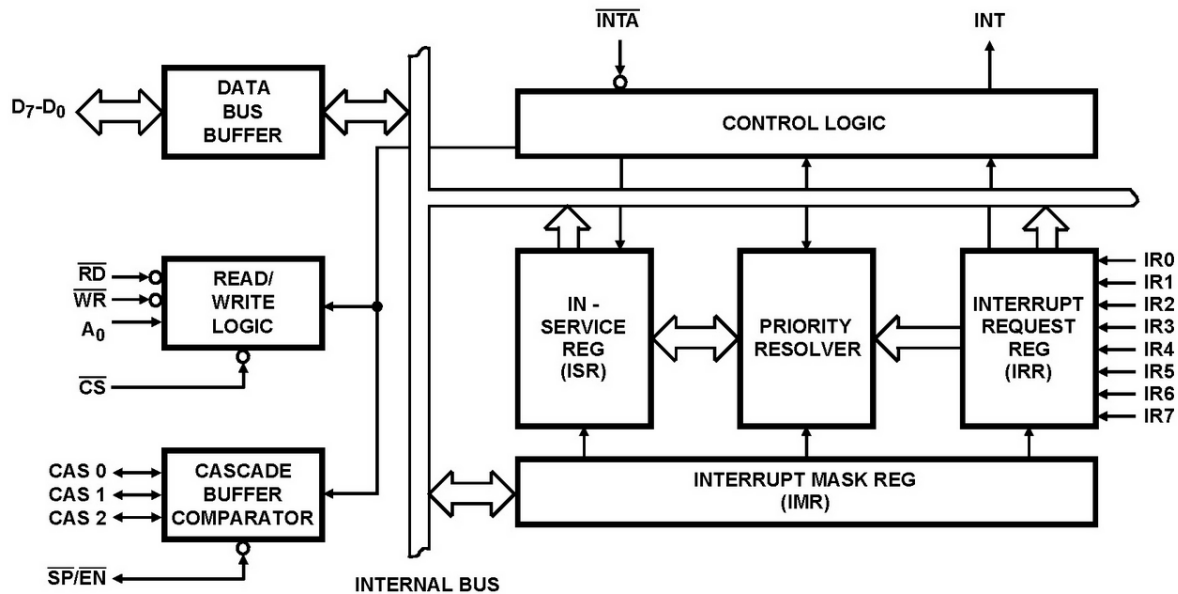 INTA
INT
D7-D0
DATA
BUS
BUFFER
CONTROL LOGIC
RD
WR
A0
CS
READ/
WRITE
LOGIC
IN -
SERVICE
REG
(ISR)
PRIORITY
RESOLVER
INTERRUPT
REQUEST
REG
(IRR)
IR0
IR1
IR2
IR3
IR4
IR5
IR6
IR7
CAS 0
CAS 1
CAS 2
CASCADE
BUFFER
COMPARATOR
INTERRUPT MASK REG
(IMR)
SP/EN
INTERNAL BUS